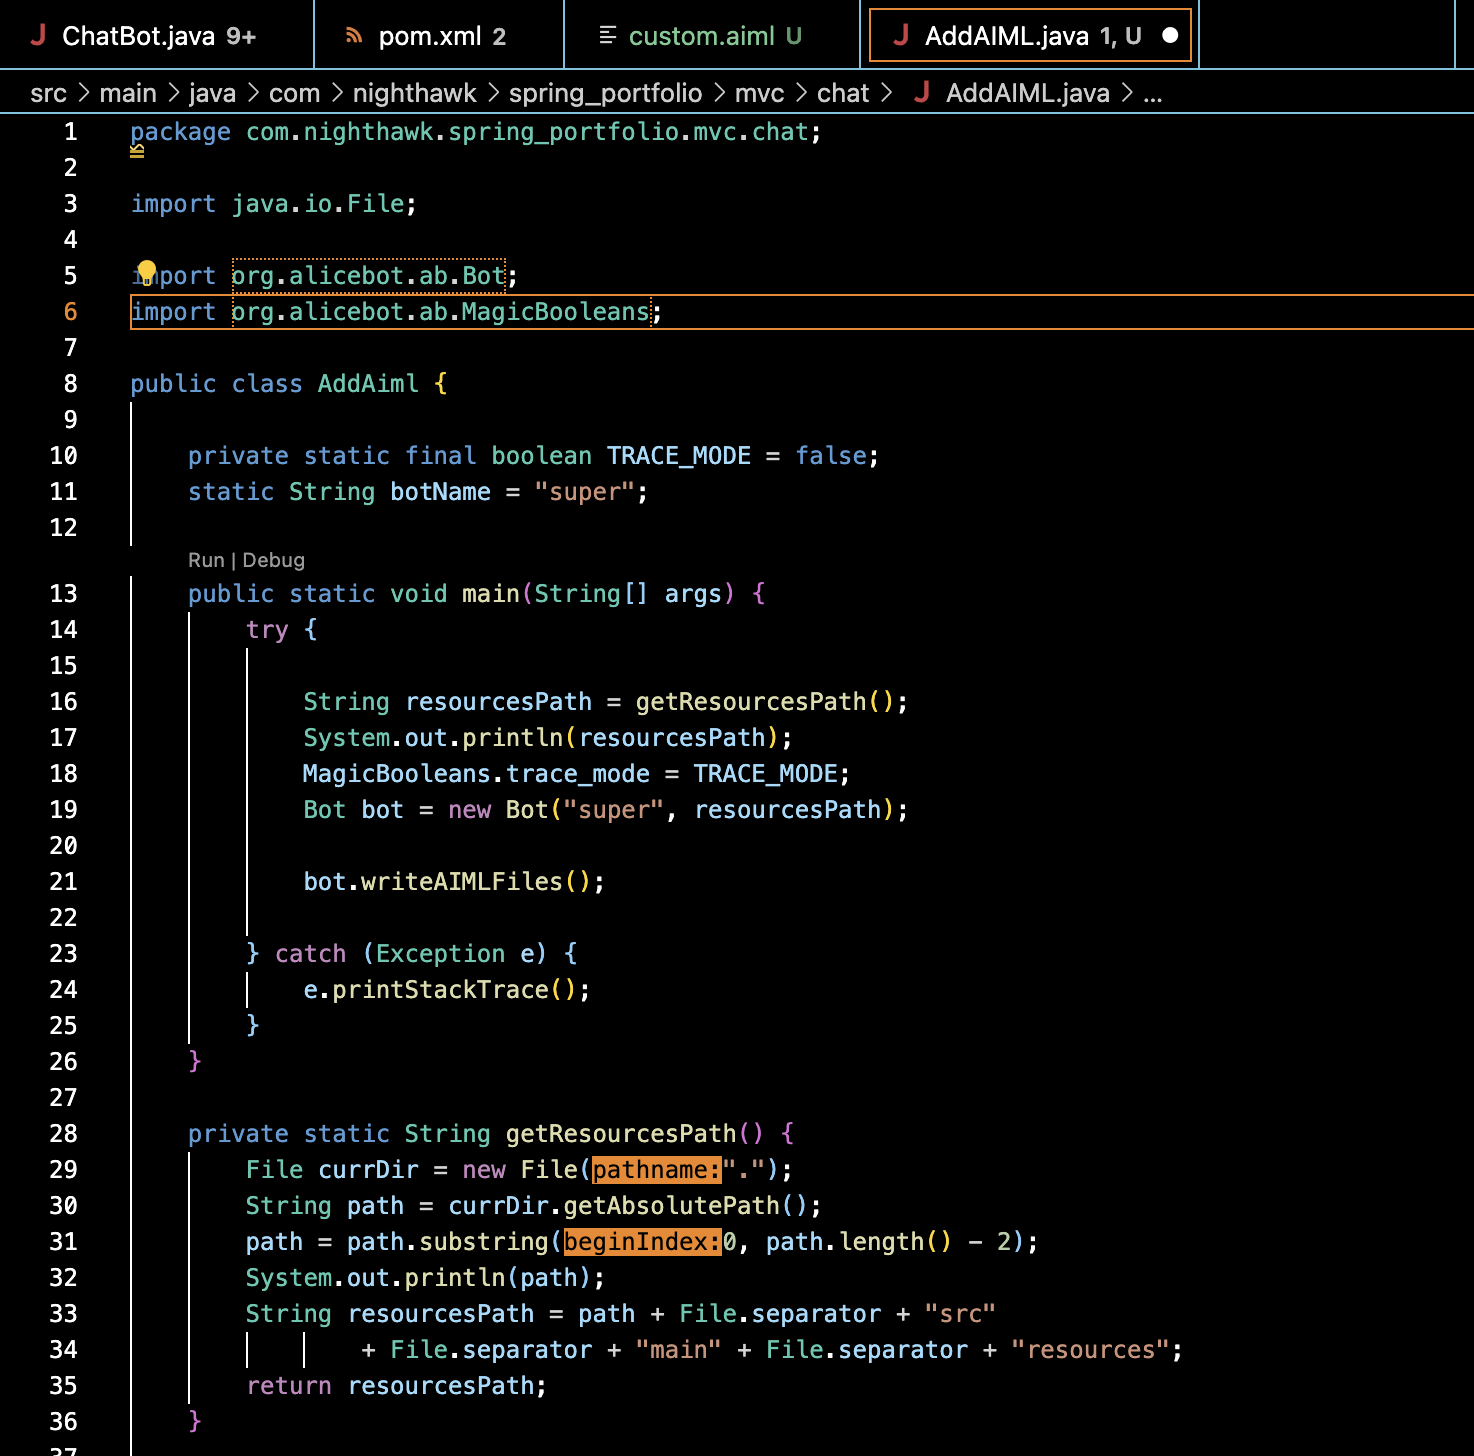 ChatBot.java 9+ pom.xml 2 custom.aiml U AddAIML.java 1, U
src > main > java > com > nighthawk > spring_portfolio > mvc > chat > AddAIML.java > ...
1 package com.nighthawk.spring_portfolio.mvc.chat;
2
3 import java.io.File;
4
5 import org.alicebot.ab.Bot;
6 import org.alicebot.ab.MagicBooleans;
7
8 public class AddAiml {
9
10 private static final boolean TRACE_MODE = false;
11 static String botName = "super";
12
Run | Debug
13 public static void main(String[] args) {
14 try {
15
16 String resourcesPath = getResourcesPath();
17 System.out.println(resourcesPath);
18 MagicBooleans.trace_mode = TRACE_MODE;
19 Bot bot = new Bot("super", resourcesPath);
20
21 bot.writeAIMLFiles();
22
23 } catch (Exception e) {
24 e.printStackTrace();
25 }
26 }
27
28 private static String getResourcesPath() {
29 File currDir = new File(pathname:".");
30 String path = currDir.getAbsolutePath();
31 path = path.substring(beginIndex:0, path.length() - 2);
32 System.out.println(path);
33 String resourcesPath = path + File.separator + "src"
34 + File.separator + "main" + File.separator + "resources";
35 return resourcesPath;
36 }
37